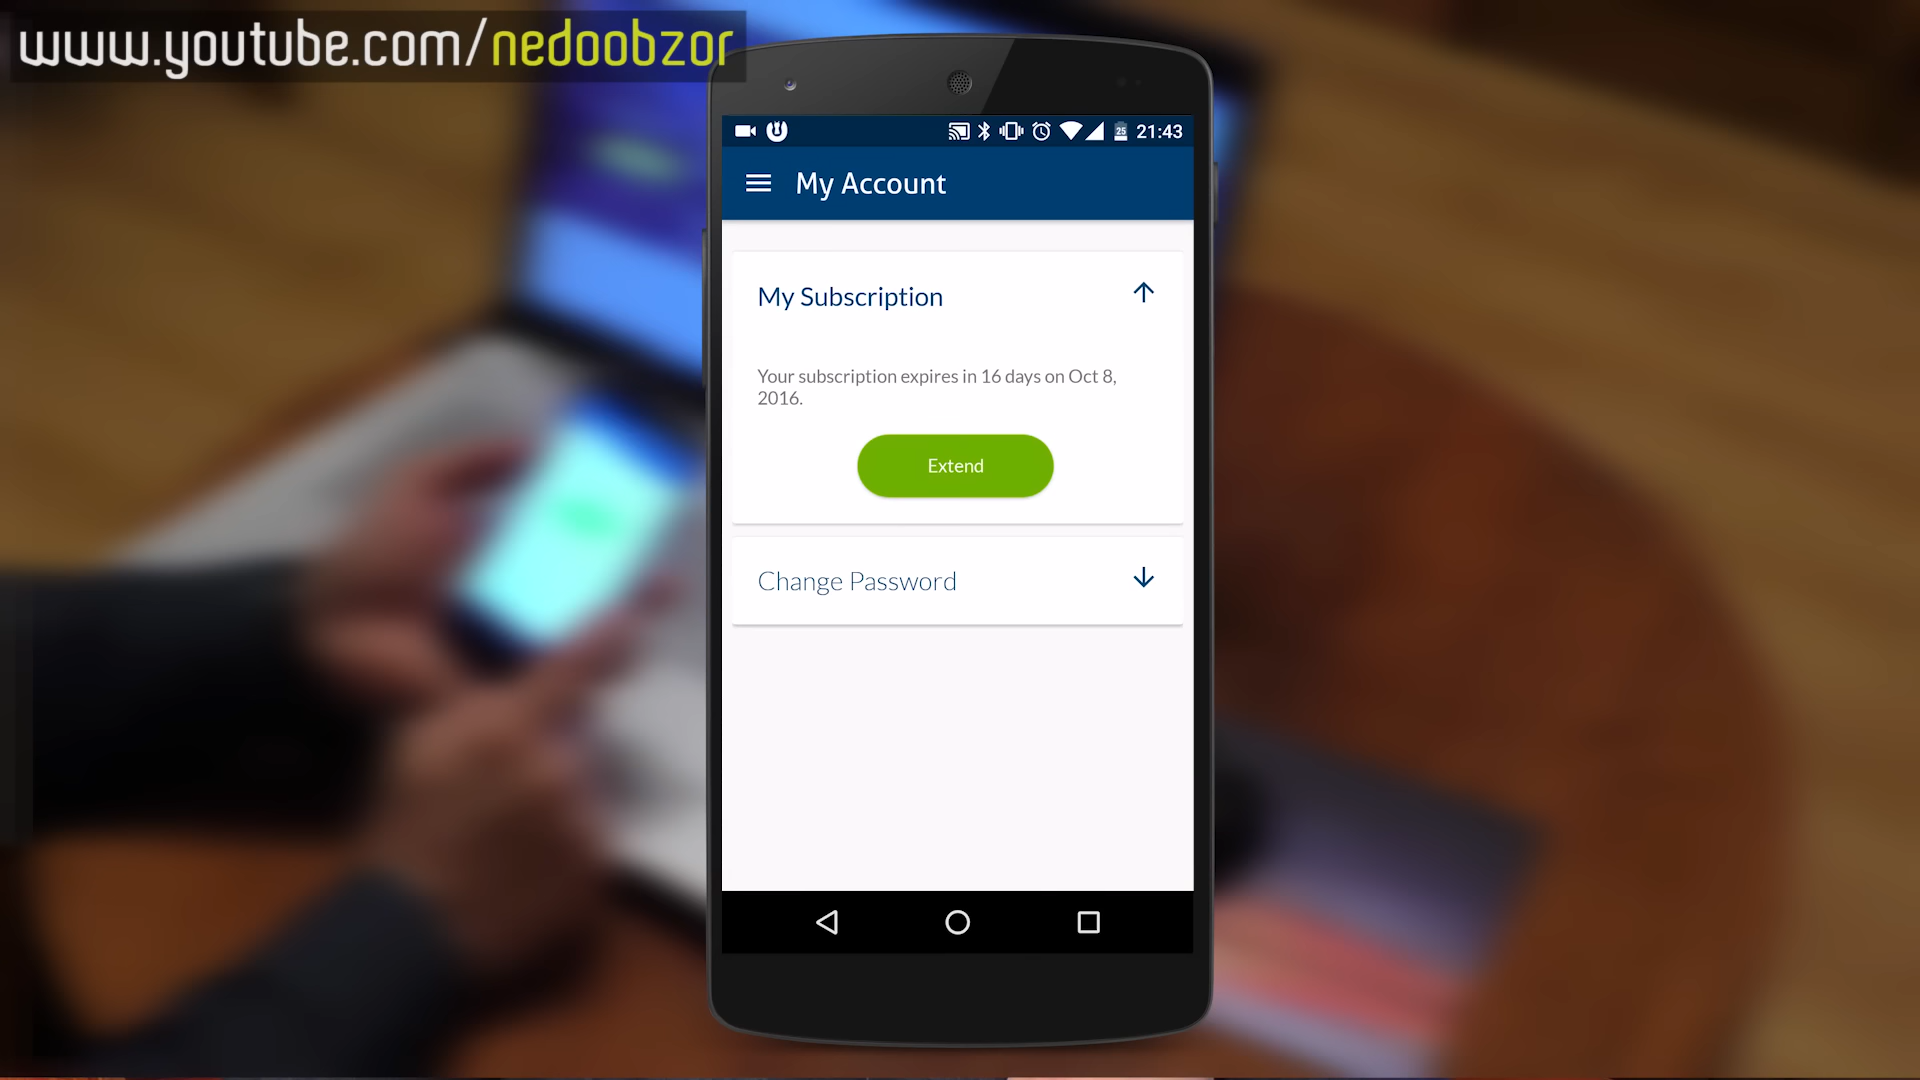 www.youtube.com/nedoobzor
25
21:43
My Account
My Subscription
Your subscription expires in 16 days on Oct 8,
2016.
Extend
Change Password